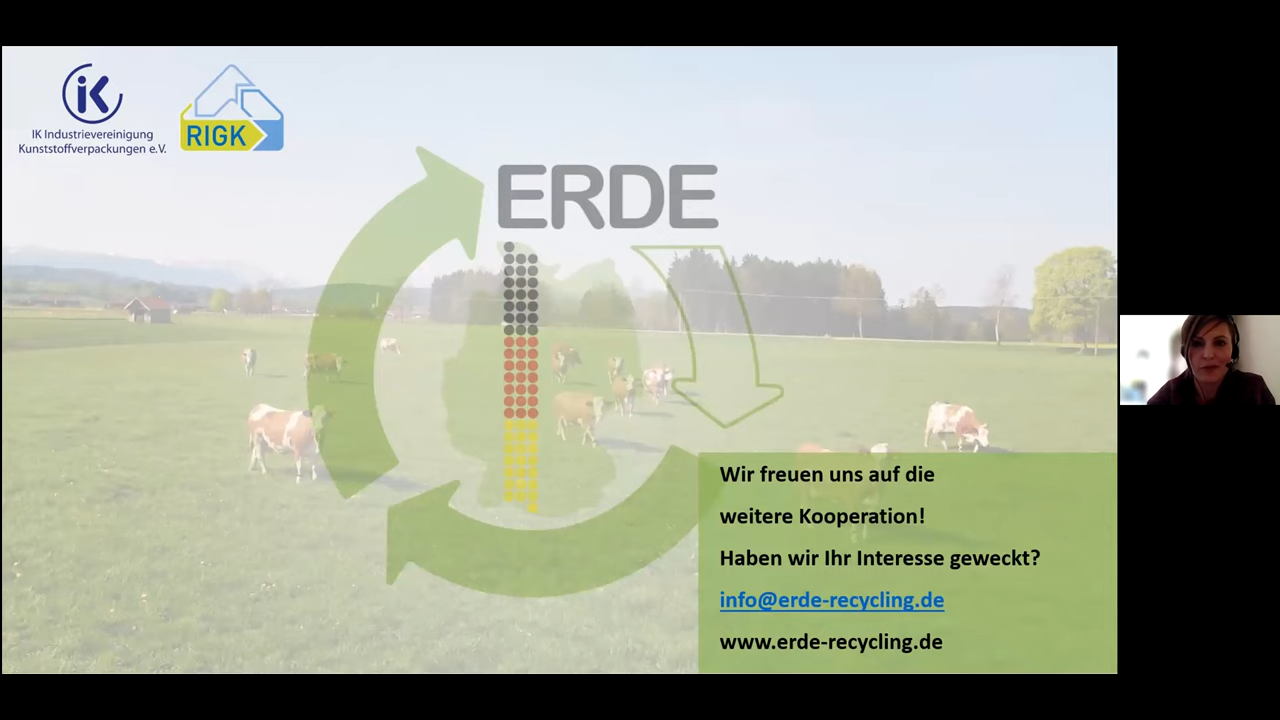 iK
IK Industrievereinigung
Kunststoffverpackungen e.V.
RIGK
ERDE
Wir freuen uns auf die
weitere Kooperation!
Haben wir Ihr Interesse geweckt?
info@erde-recycling.de
www.erde-recycling.de